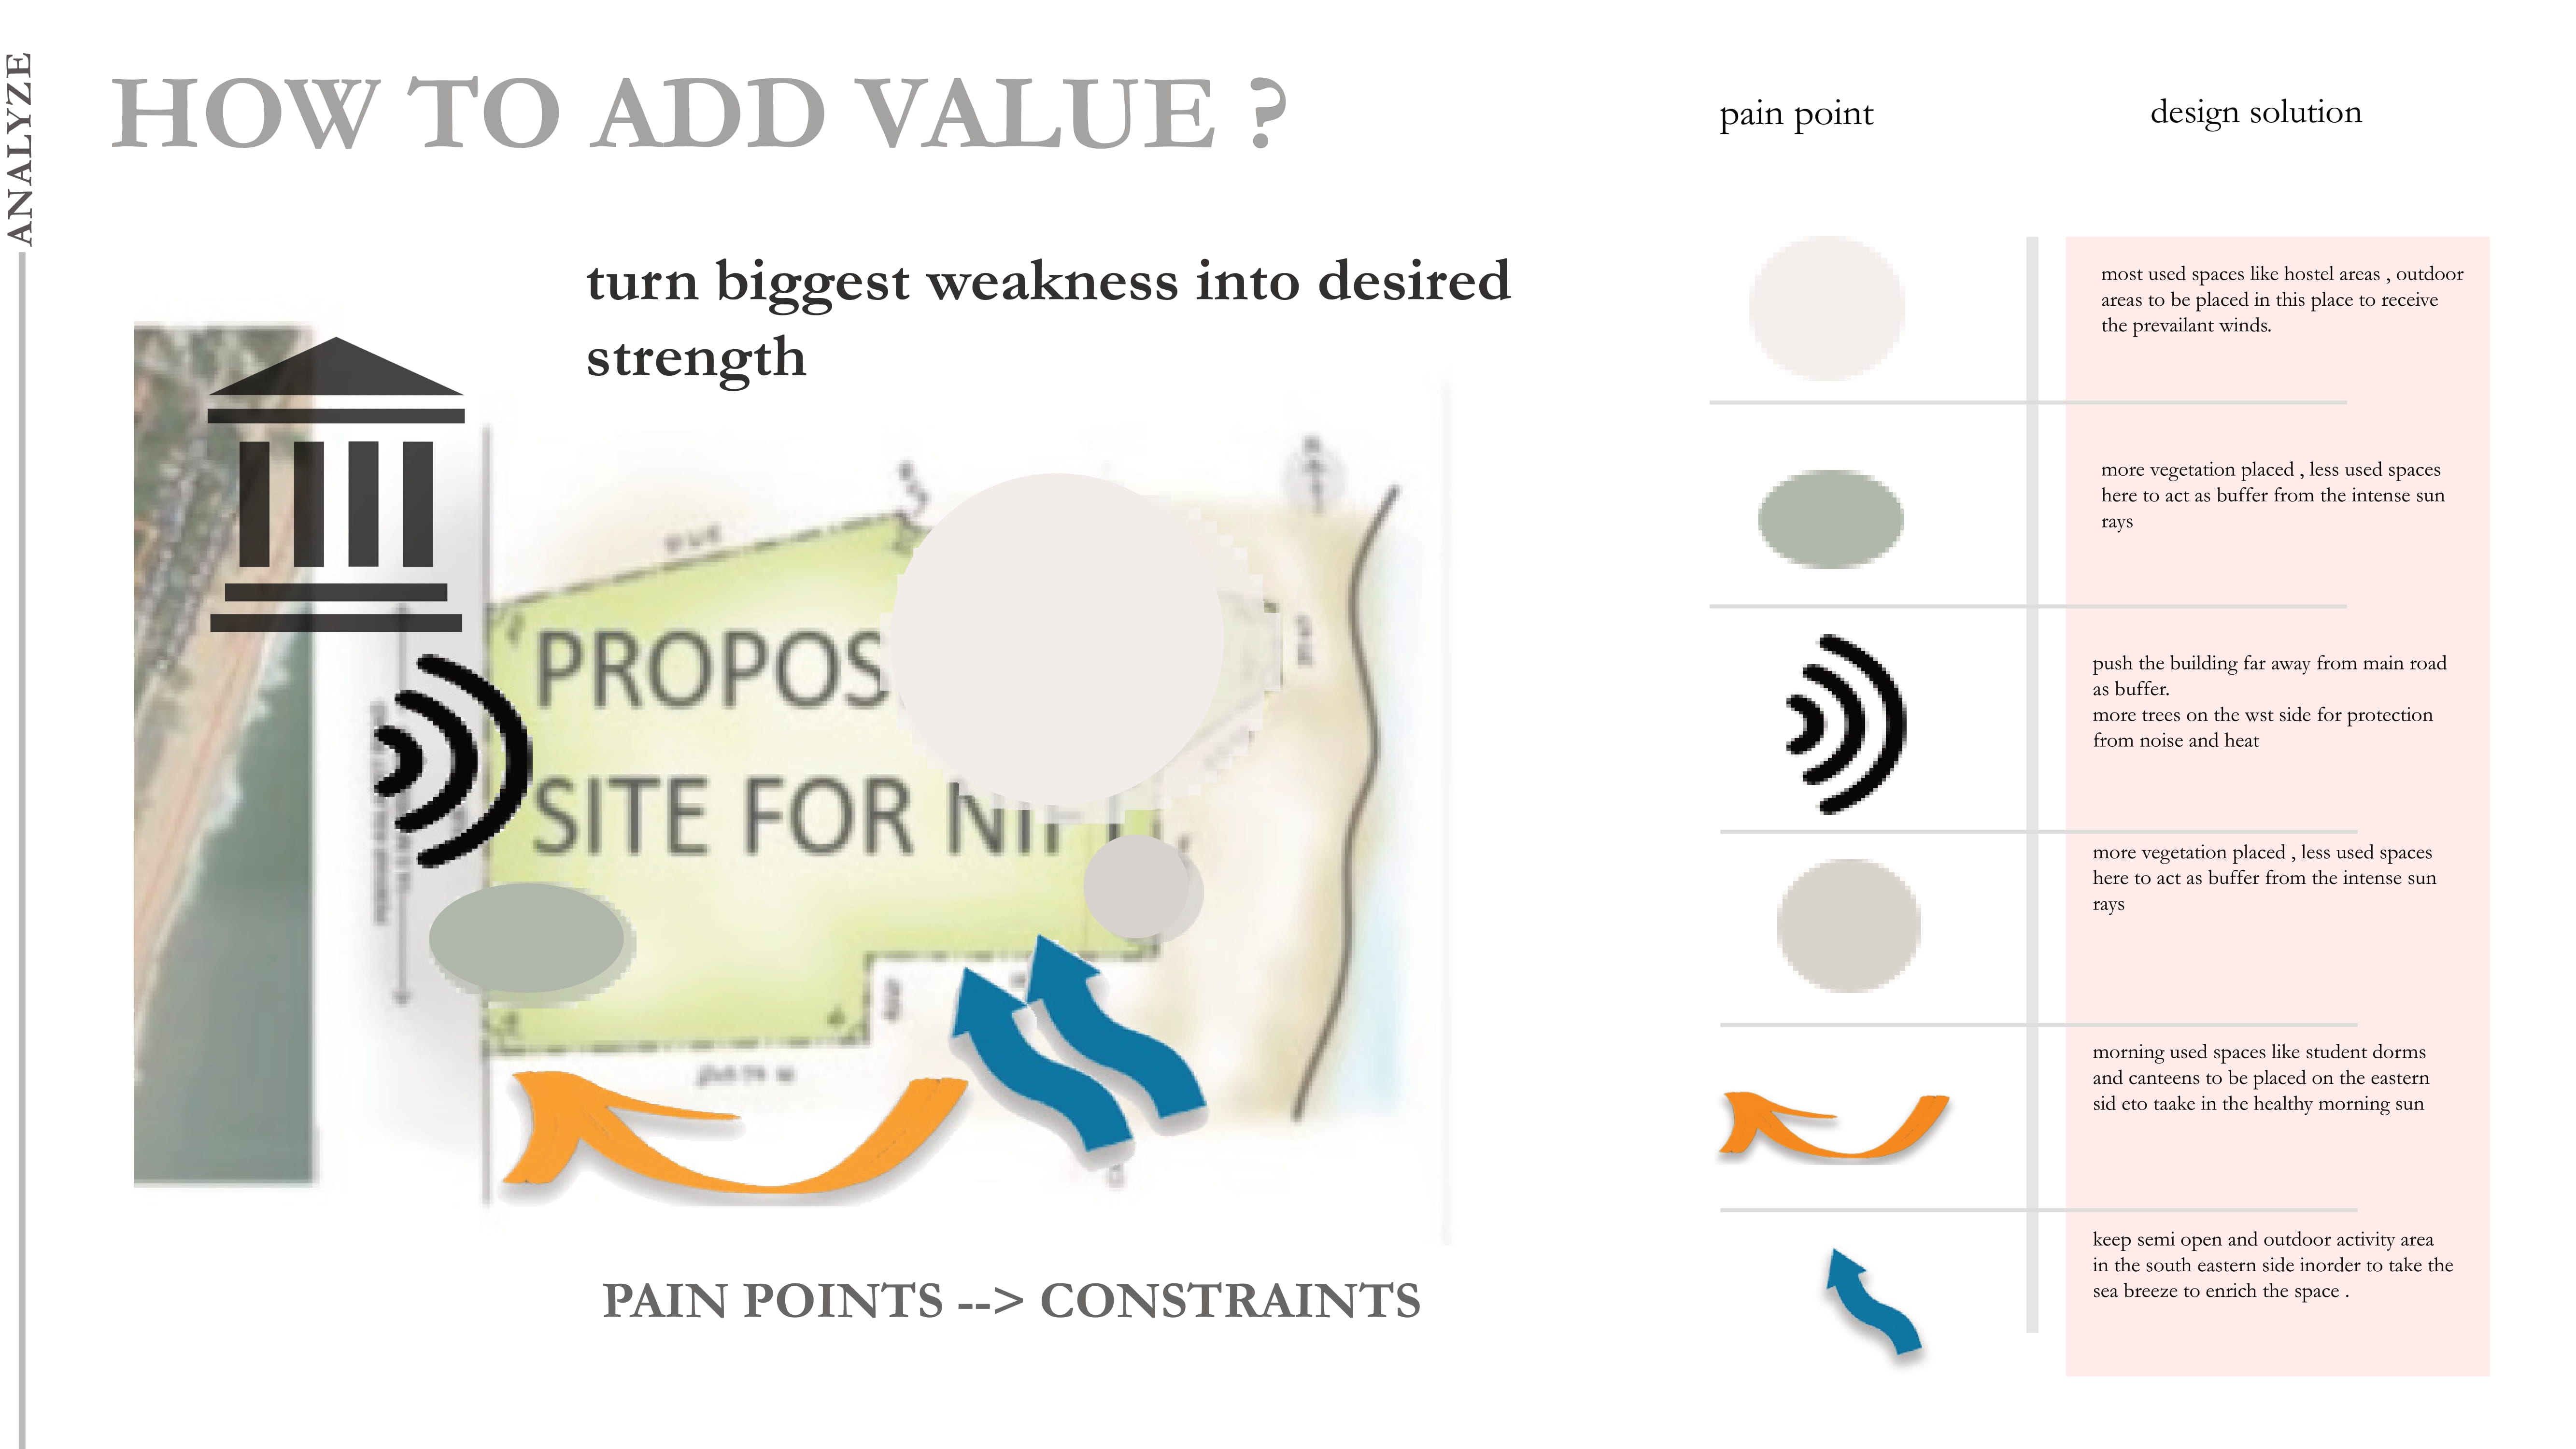 ANALYZE
HOW TO ADD VALUE ?
turn biggest weakness into desired
strength
PROPOS
SITE FOR NIFT
PAIN POINTS --> CONSTRAINTS
pain point
design solution
most used spaces like hostel areas , outdoor
areas to be placed in this place to receive
the prevailant winds.
more vegetation placed , less used spaces
here to act as buffer from the intense sun
rays
push the building far away from main road
as buffer.
more trees on the wst side for protection
from noise and heat
more vegetation placed , less used spaces
here to act as buffer from the intense sun
rays
morning used spaces like student dorms
and canteens to be placed on the eastern
sid eto taake in the healthy morning sun
keep semi open and outdoor activity area
in the south eastern side inorder to take the
sea breeze to enrich the space .